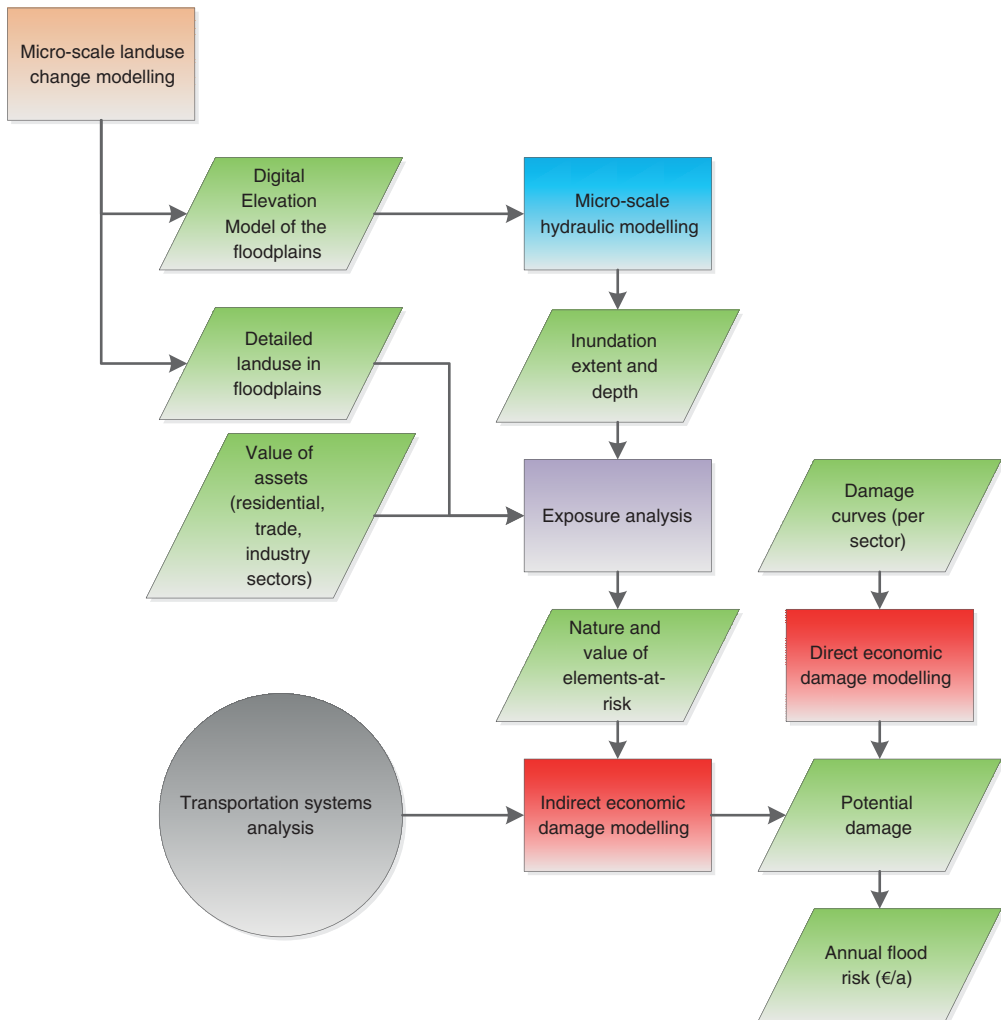 Micro-scale landuse
change modelling
Digital
Elevation
Model of the
floodplains
Micro-scale
hydraulic modelling
Detailed
landuse in
floodplains
Inundation
extent and
depth
Value of
assets
(residential,
trade,
industry
sectors)
Exposure analysis
Damage
curves (per
sector)
Nature and
value of
elements-at-
risk
Direct economic
damage modelling
Transportation systems
analysis
Indirect economic
damage modelling
Potential
damage
Annual flood
risk (€/a)